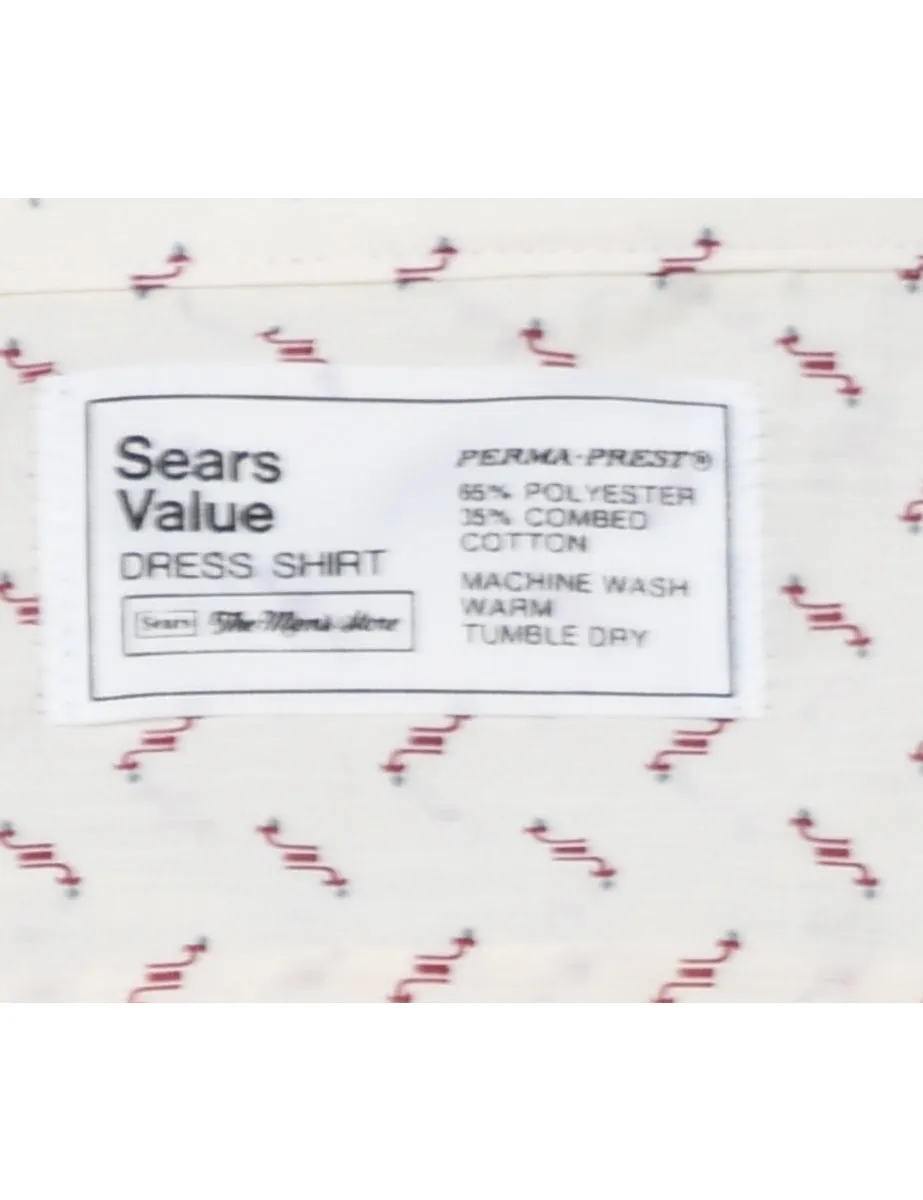 Sears
Value
DRESS SHIRT
Sears The Men's Store
PERMA-PREST®
65% POLYESTER
35% COMBED
COTTON
MACHINE WASH
WARM
TUMBLE DRY